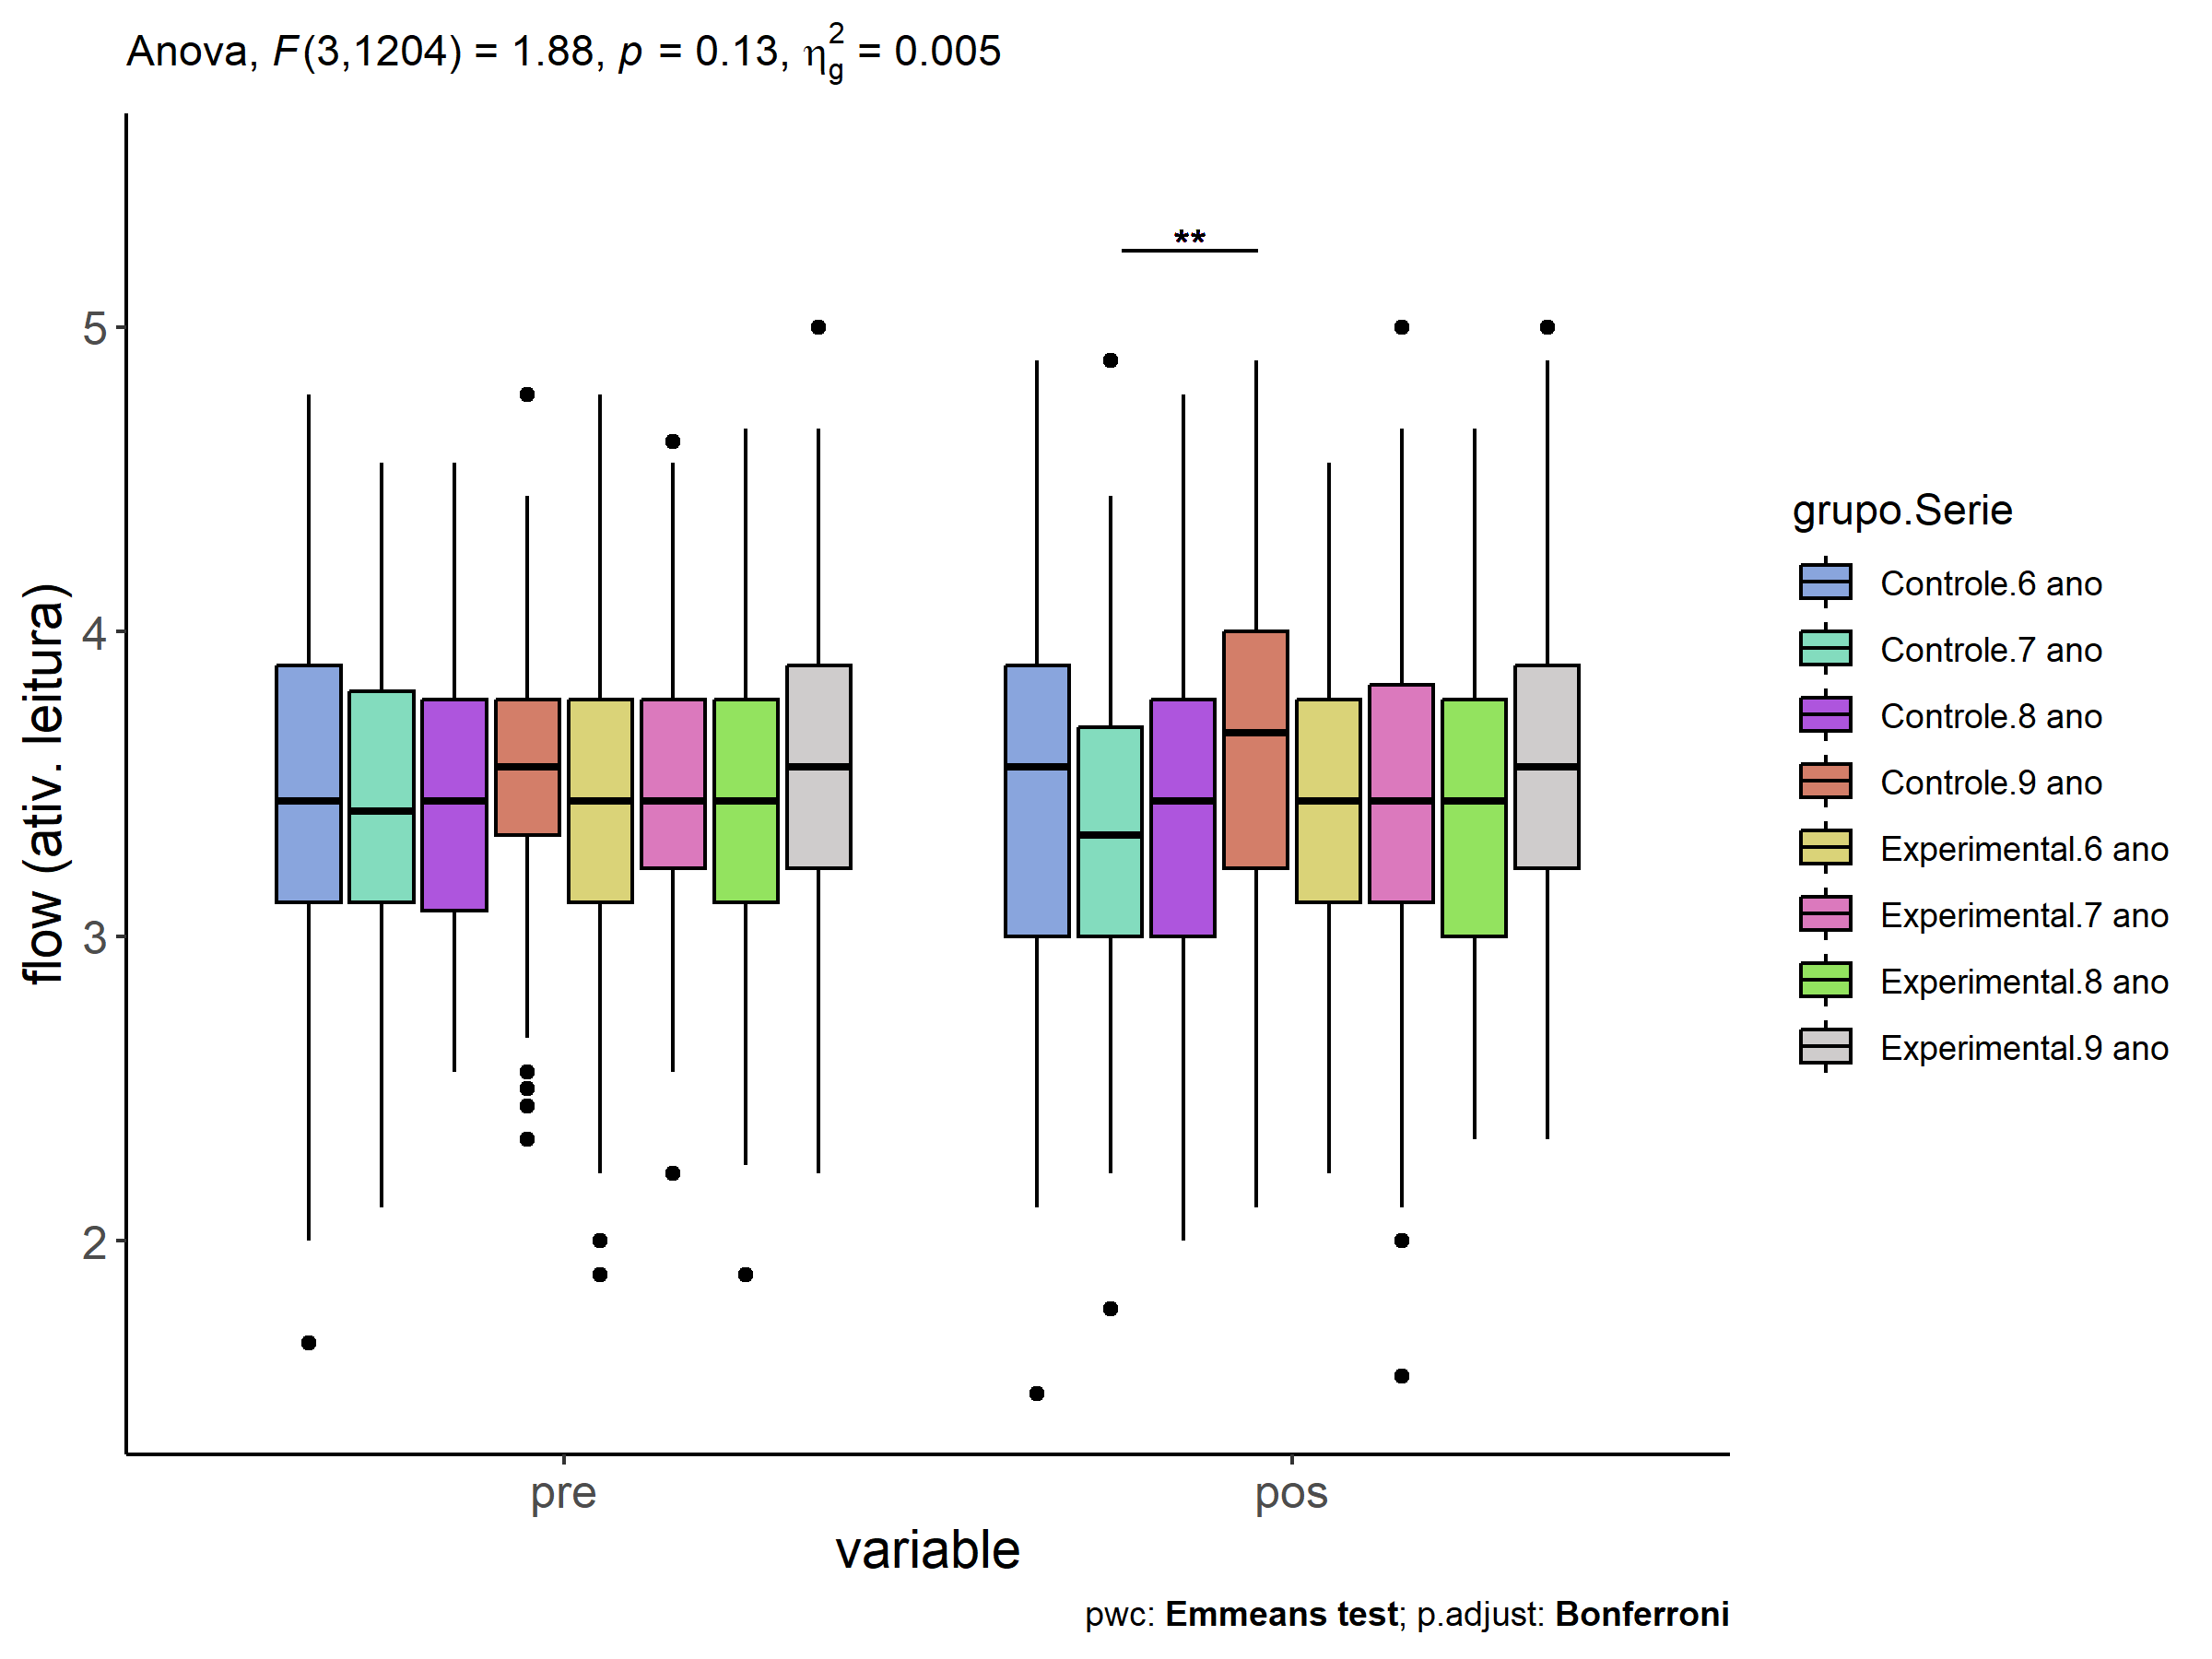 Anova, F(3,1204) = 1.88, p = 0.13, η²g = 0.005
**
5
4
3
2
flow (ativ. leitura)
pre
pos
variable
grupo.Serie
Controle.6 ano
Controle.7 ano
Controle.8 ano
Controle.9 ano
Experimental.6 ano
Experimental.7 ano
Experimental.8 ano
Experimental.9 ano
pwc: Emmeans test; p.adjust: Bonferroni